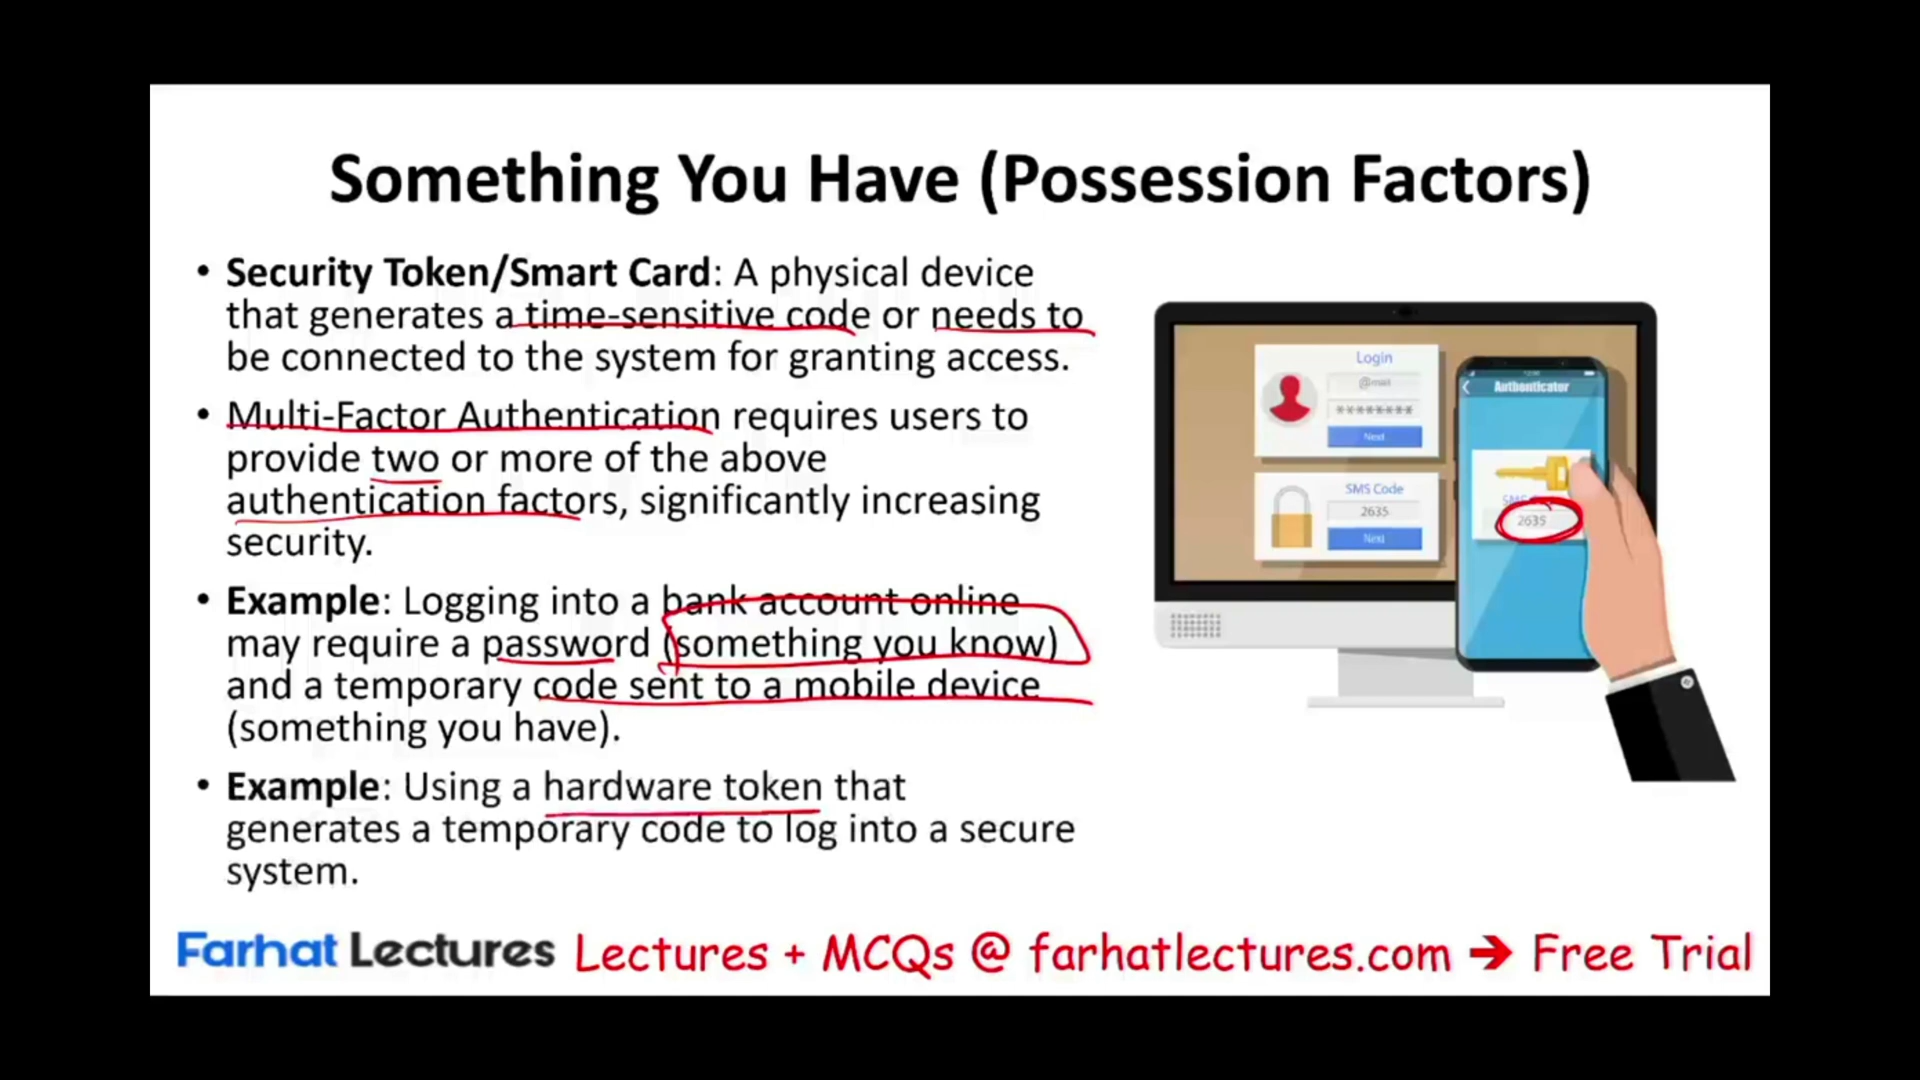 Something You Have (Possession Factors)
• Security Token/Smart Card: A physical device
that generates a time-sensitive code or needs to
be connected to the system for granting access.
• Multi-Factor Authentication requires users to
provide two or more of the above
authentication factors, significantly increasing
security.
• Example: Logging into a bank account online
may require a password (something you know)
and a temporary code sent to a mobile device
(something you have).
• Example: Using a hardware token that
generates a temporary code to log into a secure
system.
Login
@mail
********
Next
SMS Code
2635
Next
Authenticator
2635
Farhat Lectures Lectures + MCQs @ farhatlectures.com ➔ Free Trial